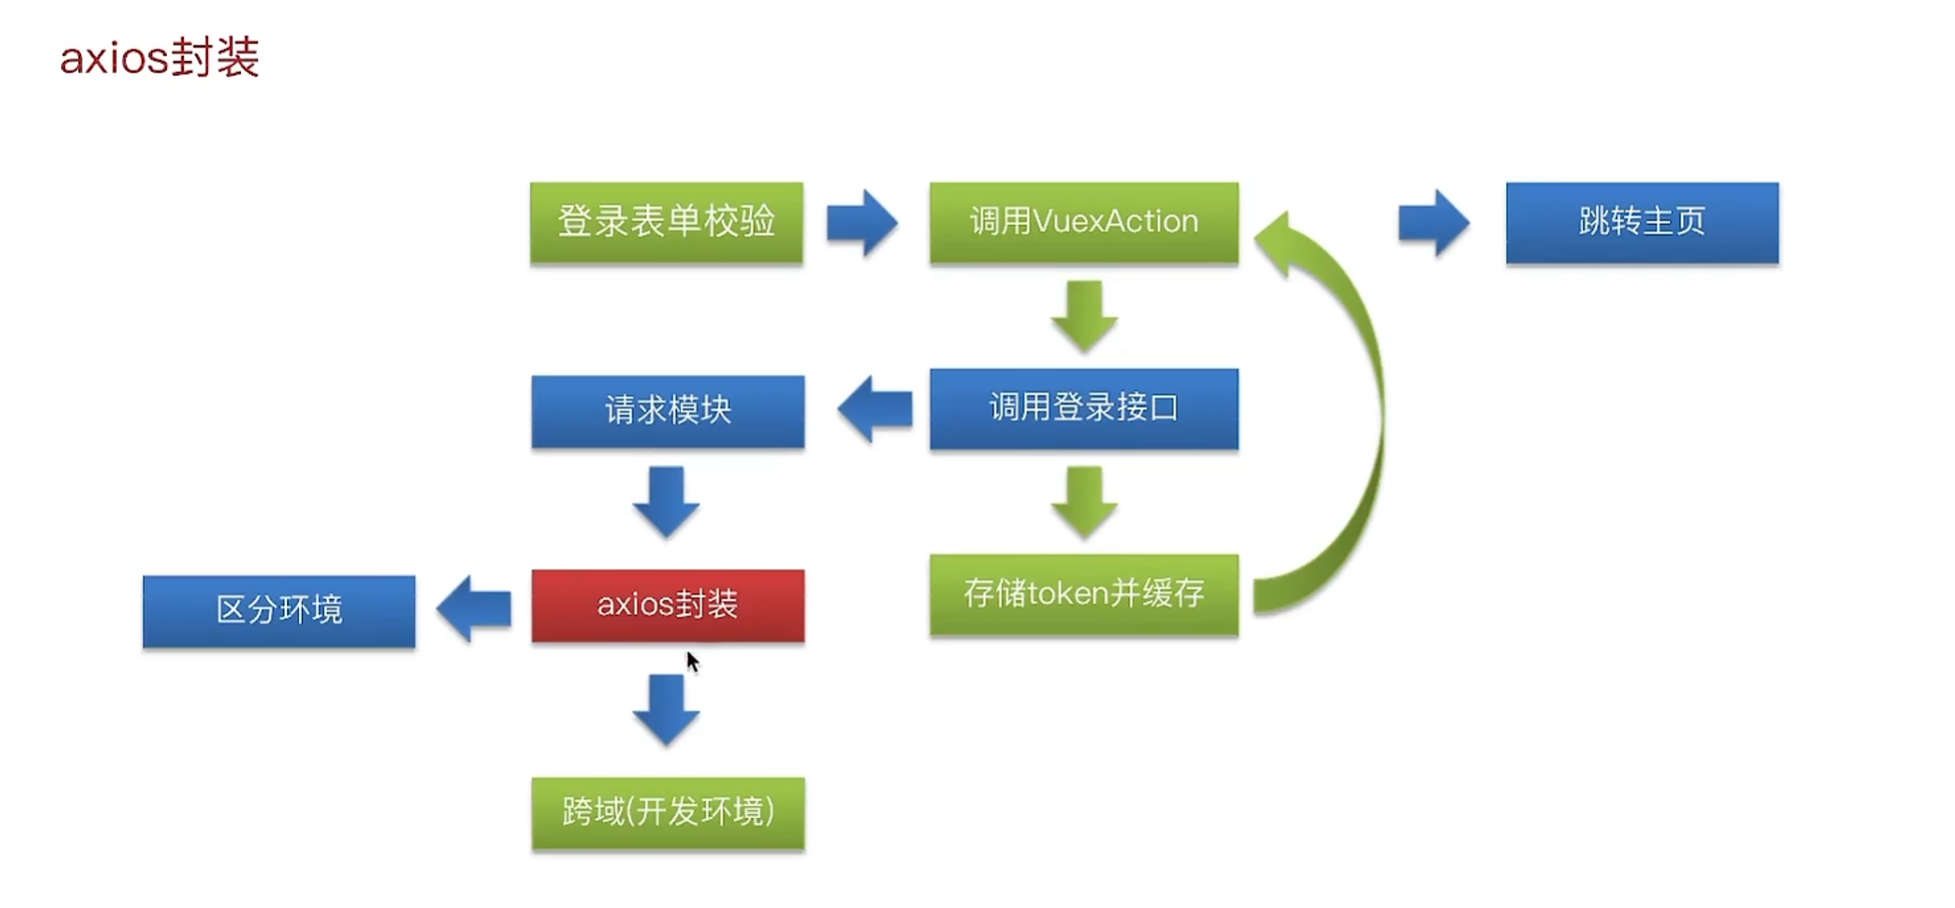 axios封装
登录表单校验
调用VuexAction
跳转主页
请求模块
调用登录接口
区分环境
axios封装
存储token并缓存
跨域(开发环境)